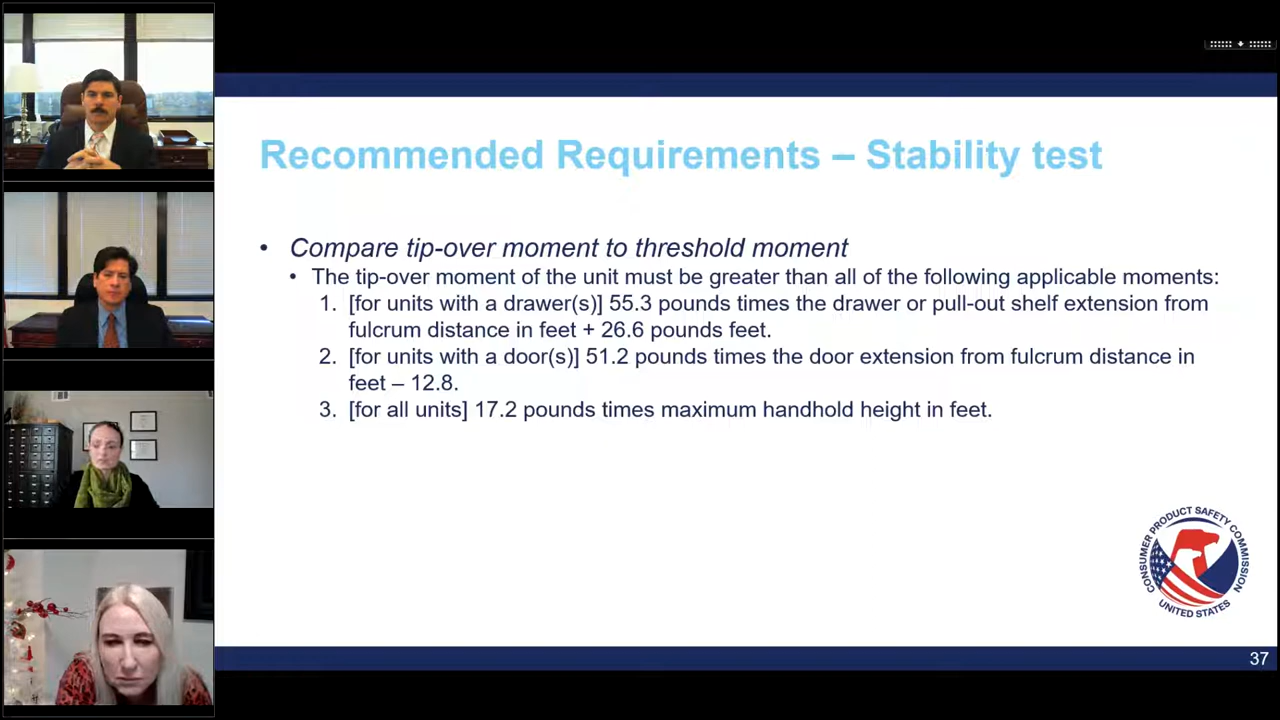 Recommended Requirements – Stability test
• Compare tip-over moment to threshold moment
• The tip-over moment of the unit must be greater than all of the following applicable moments:
1. [for units with a drawer(s)] 55.3 pounds times the drawer or pull-out shelf extension from
fulcrum distance in feet + 26.6 pounds feet.
2. [for units with a door(s)] 51.2 pounds times the door extension from fulcrum distance in
feet – 12.8.
3. [for all units] 17.2 pounds times maximum handhold height in feet.
CONSUMER PRODUCT SAFETY COMMISSION
UNITED STATES
37